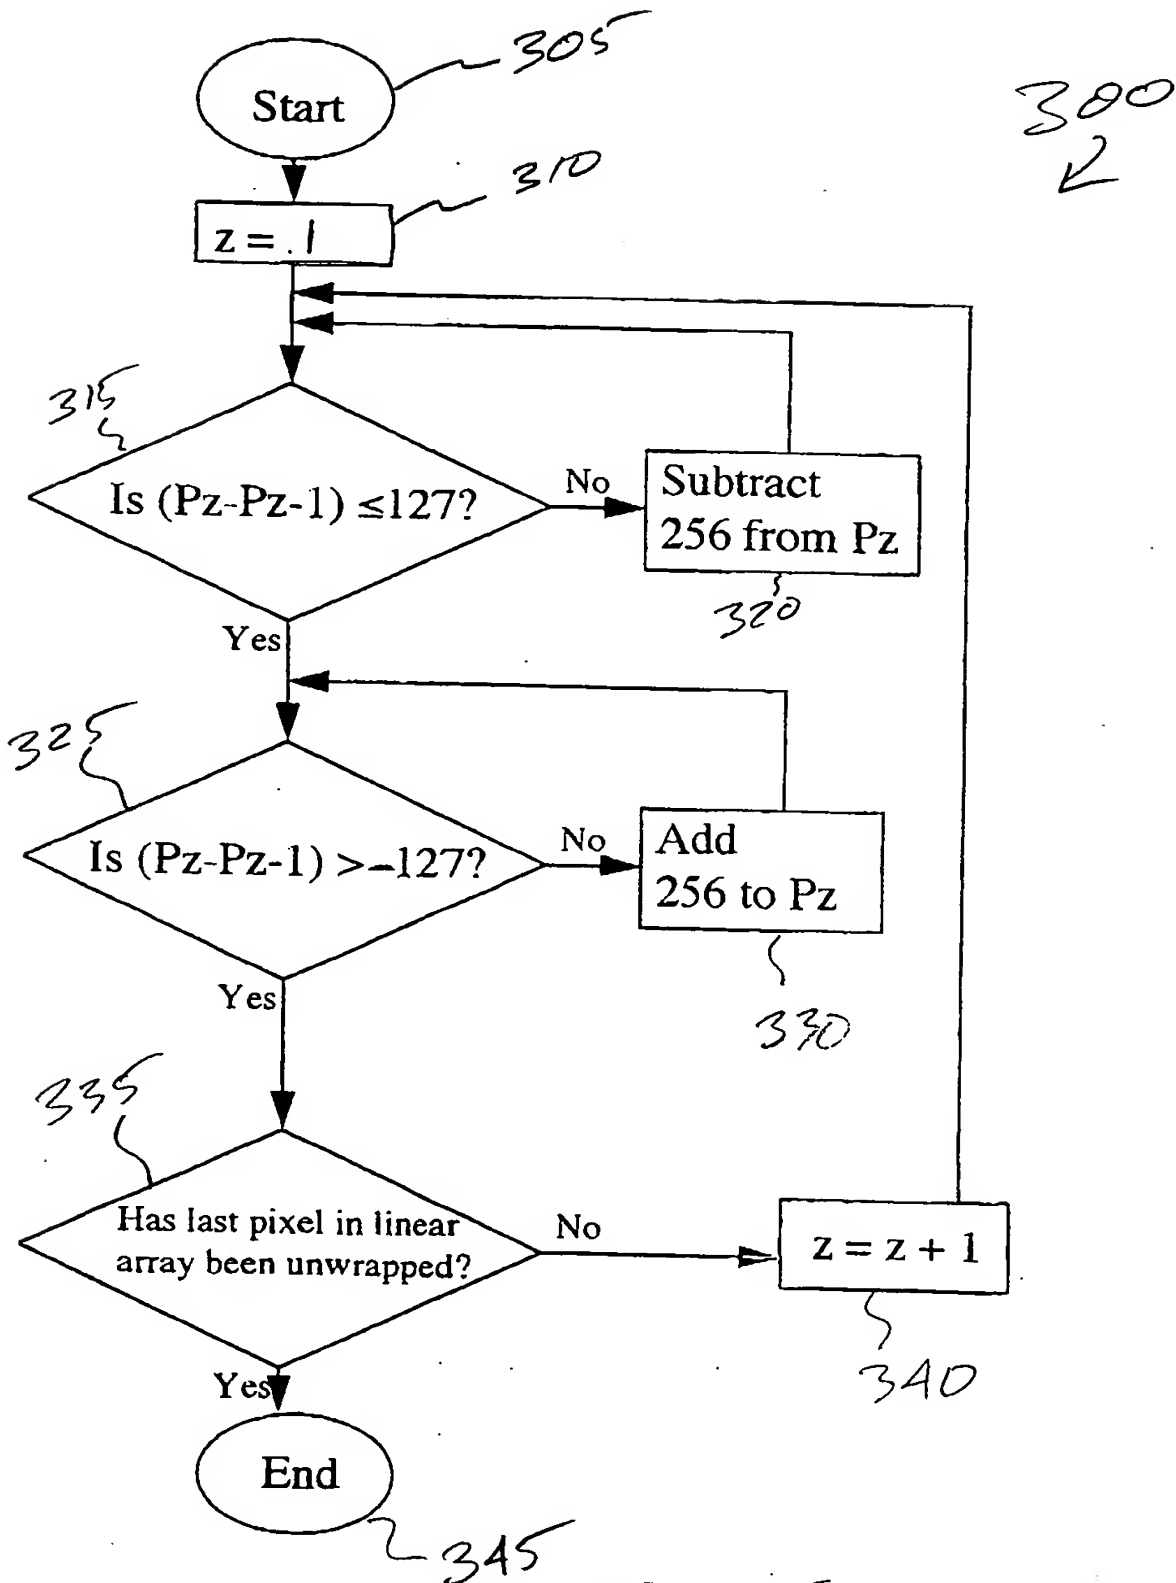 305
Start
300
310
z = . 1
315
Is (Pz-Pz-1) ≤127?
No
Subtract
256 from Pz
320
Yes
325
Is (Pz-Pz-1) >–127?
No
Add
256 to Pz
330
Yes
335
Has last pixel in linear
array been unwrapped?
No
z = z + 1
340
Yes
End
345